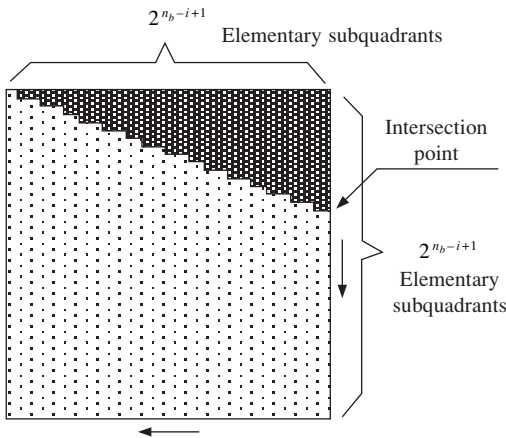 2^{n_b−i+1}
Elementary subquadrants
Intersection
point
2^{n_b−i+1}
Elementary
subquadrants